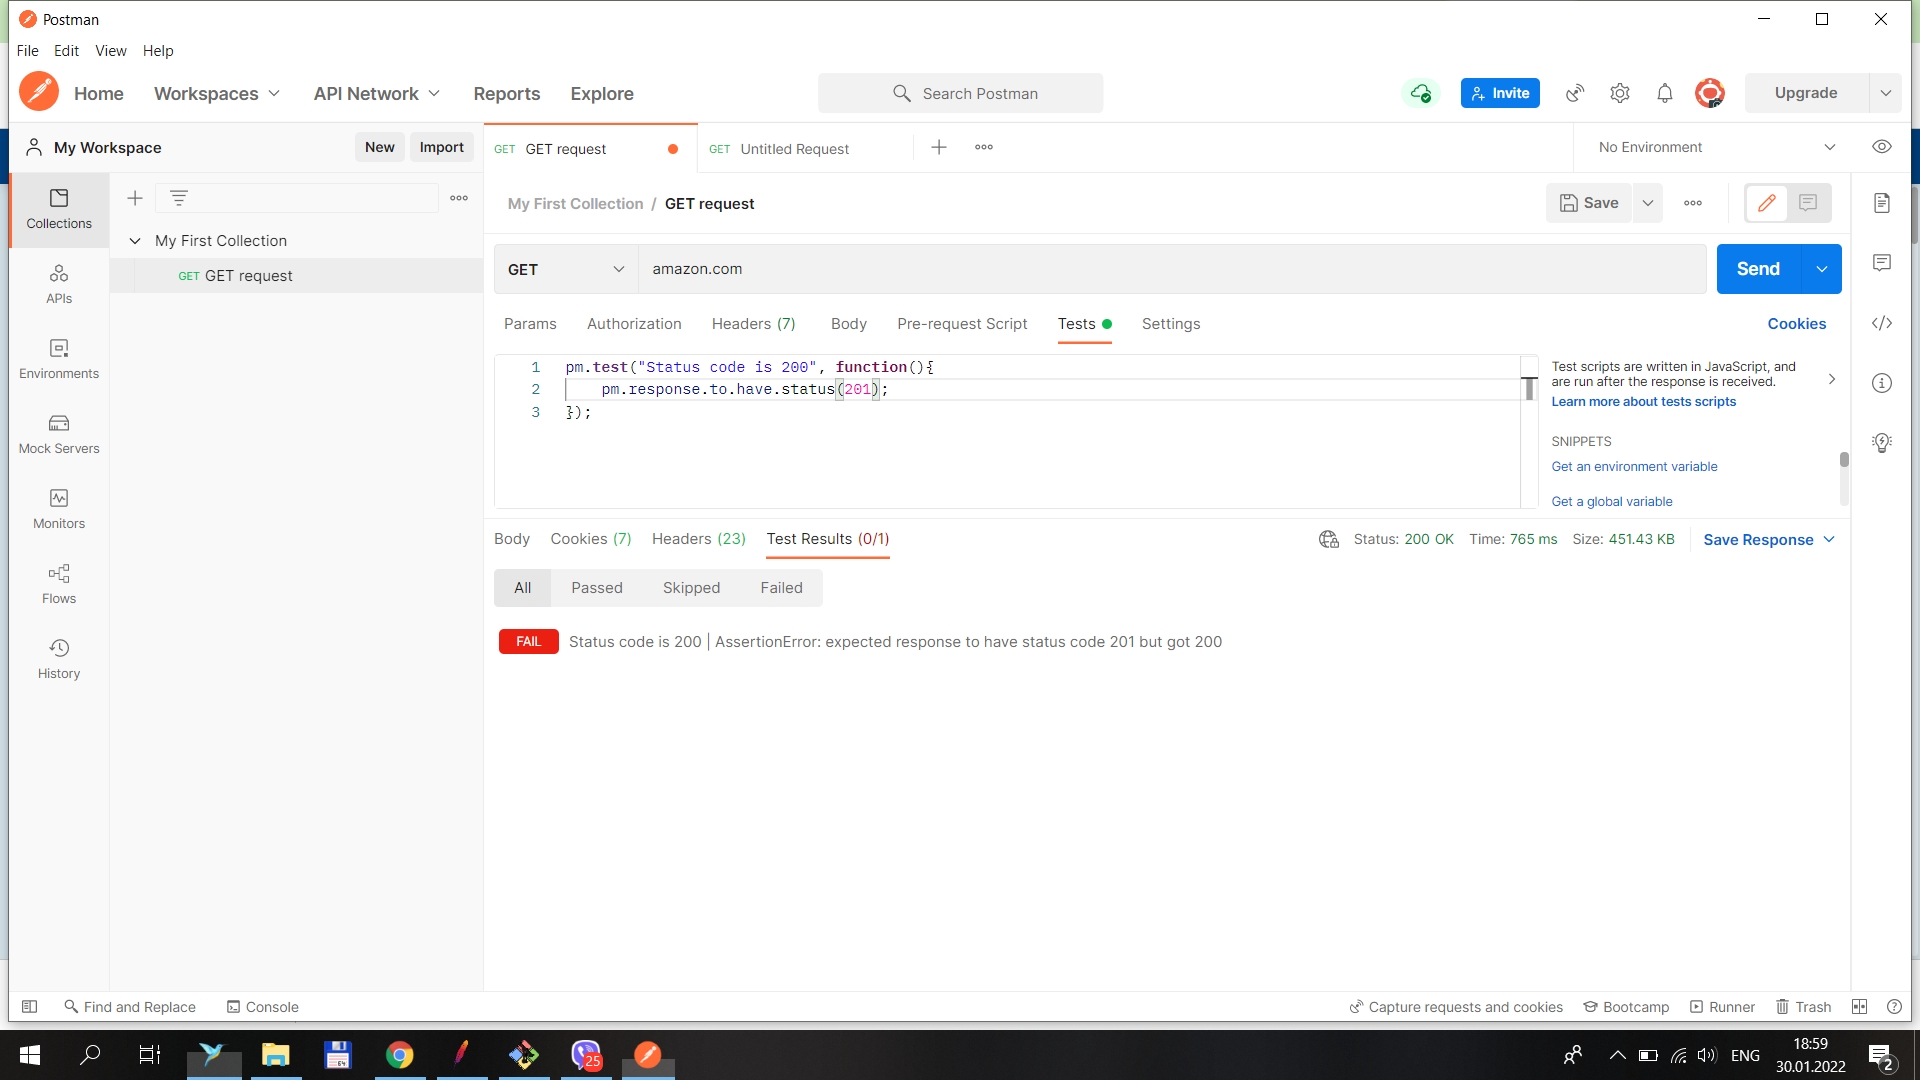 Postman
File Edit View Help
Home Workspaces API Network Reports Explore Search Postman Invite Upgrade
My Workspace New Import GET GET request GET Untitled Request No Environment
Collections
My First Collection / GET request Save
My First Collection
GET GET request
APIs
Environments
Mock Servers
Monitors
Flows
History
GET amazon.com Send
Params Authorization Headers (7) Body Pre-request Script Tests Settings Cookies
1 pm.test("Status code is 200", function(){
2 pm.response.to.have.status(201);
3 });
Test scripts are written in JavaScript, and
are run after the response is received.
Learn more about tests scripts
SNIPPETS
Get an environment variable
Get a global variable
Body Cookies (7) Headers (23) Test Results (0/1) Status: 200 OK Time: 765 ms Size: 451.43 KB Save Response
All Passed Skipped Failed
FAIL Status code is 200 | AssertionError: expected response to have status code 201 but got 200
Find and Replace Console Capture requests and cookies Bootcamp Runner Trash
64 25 ENG 18:59
30.01.2022 2